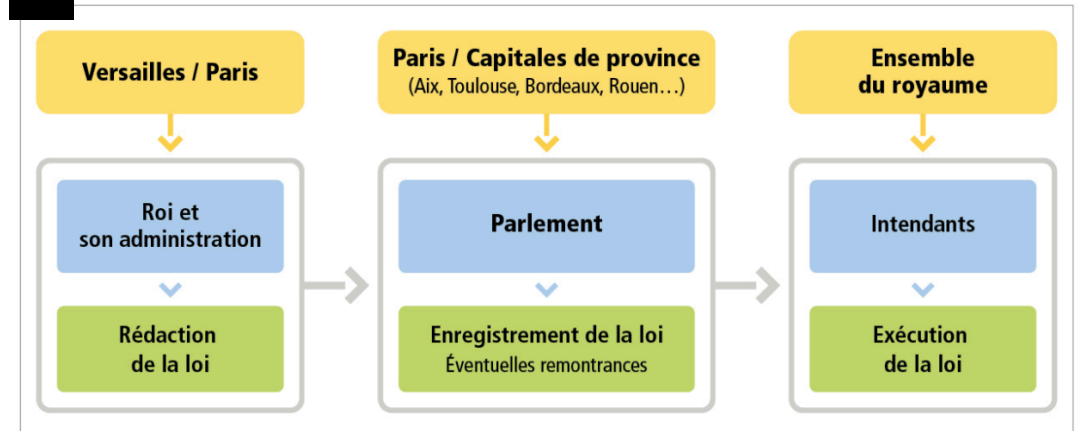 Versailles / Paris
Roi et
son administration
Rédaction
de la loi
Paris / Capitales de province
(Aix, Toulouse, Bordeaux, Rouen…)
Parlement
Enregistrement de la loi
Éventuelles remontrances
Ensemble
du royaume
Intendants
Exécution
de la loi